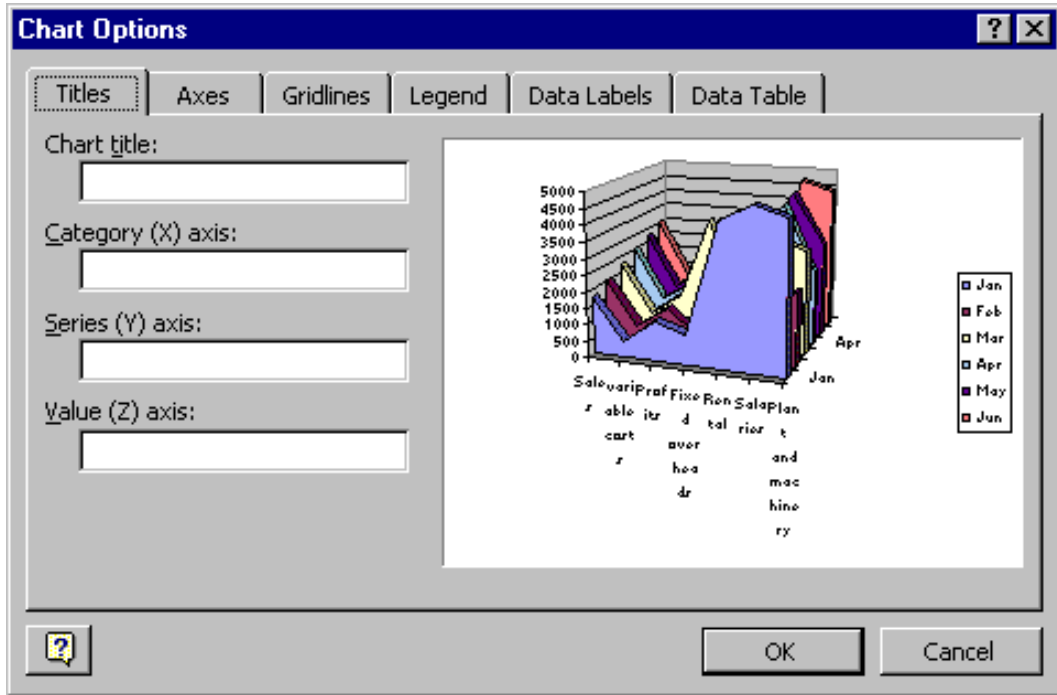 Chart Options
Titles Axes Gridlines Legend Data Labels Data Table
Chart title:
Category (X) axis:
Series (Y) axis:
Value (Z) axis:
5000
4500
4000
3500
3000
2500
2000
1500
1000
500
0
Sale vari Prof Fixe Ren Sala Plan
s able its d tal ries t
cost over and
s hea mac
ds hine
ry
Jan
Apr
Jan
Feb
Mar
Apr
May
Jun
OK Cancel